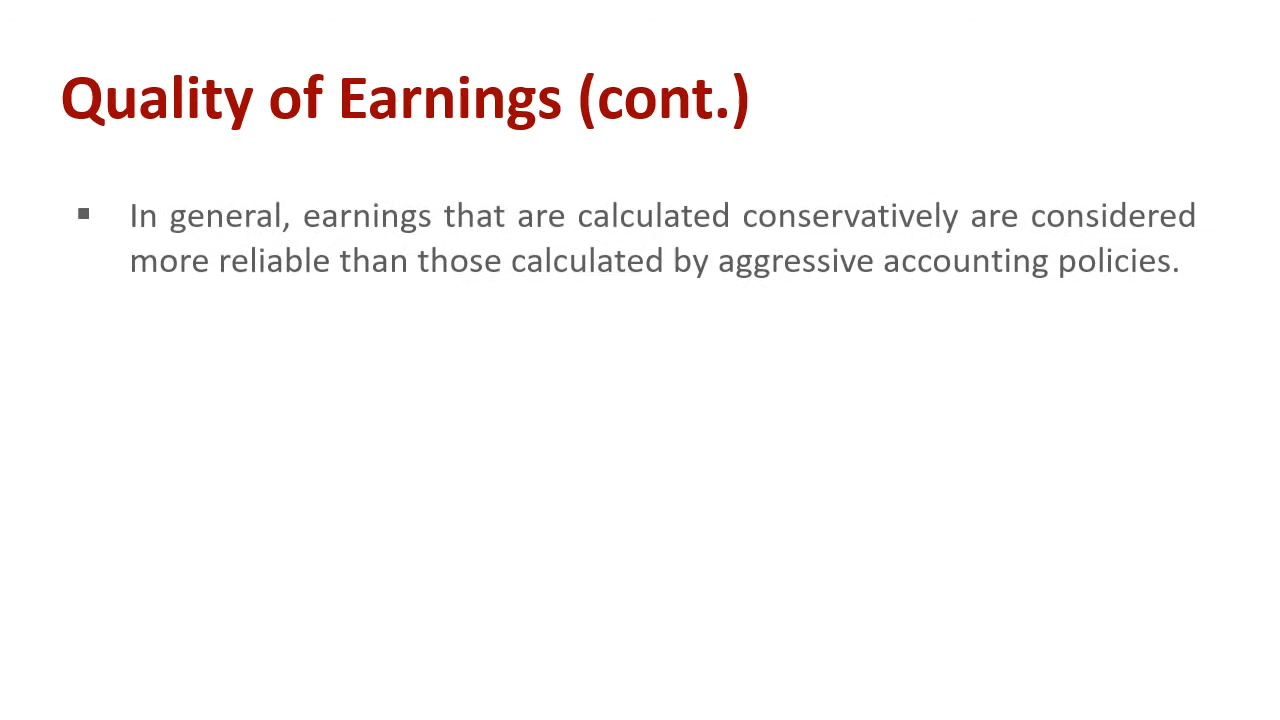 Quality of Earnings (cont.)
▪ In general, earnings that are calculated conservatively are considered
more reliable than those calculated by aggressive accounting policies.